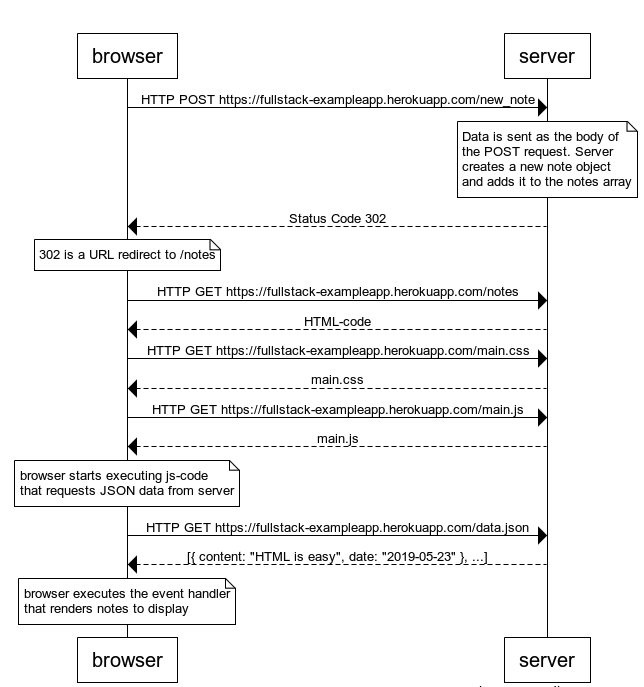 browser
server
HTTP POST https://fullstack-exampleapp.herokuapp.com/new_note
Data is sent as the body of
the POST request. Server
creates a new note object
and adds it to the notes array
Status Code 302
302 is a URL redirect to /notes
HTTP GET https://fullstack-exampleapp.herokuapp.com/notes
HTML-code
HTTP GET https://fullstack-exampleapp.herokuapp.com/main.css
main.css
HTTP GET https://fullstack-exampleapp.herokuapp.com/main.js
main.js
browser starts executing js-code
that requests JSON data from server
HTTP GET https://fullstack-exampleapp.herokuapp.com/data.json
[{ content: "HTML is easy", date: "2019-05-23" }, ...]
browser executes the event handler
that renders notes to display
browser
server